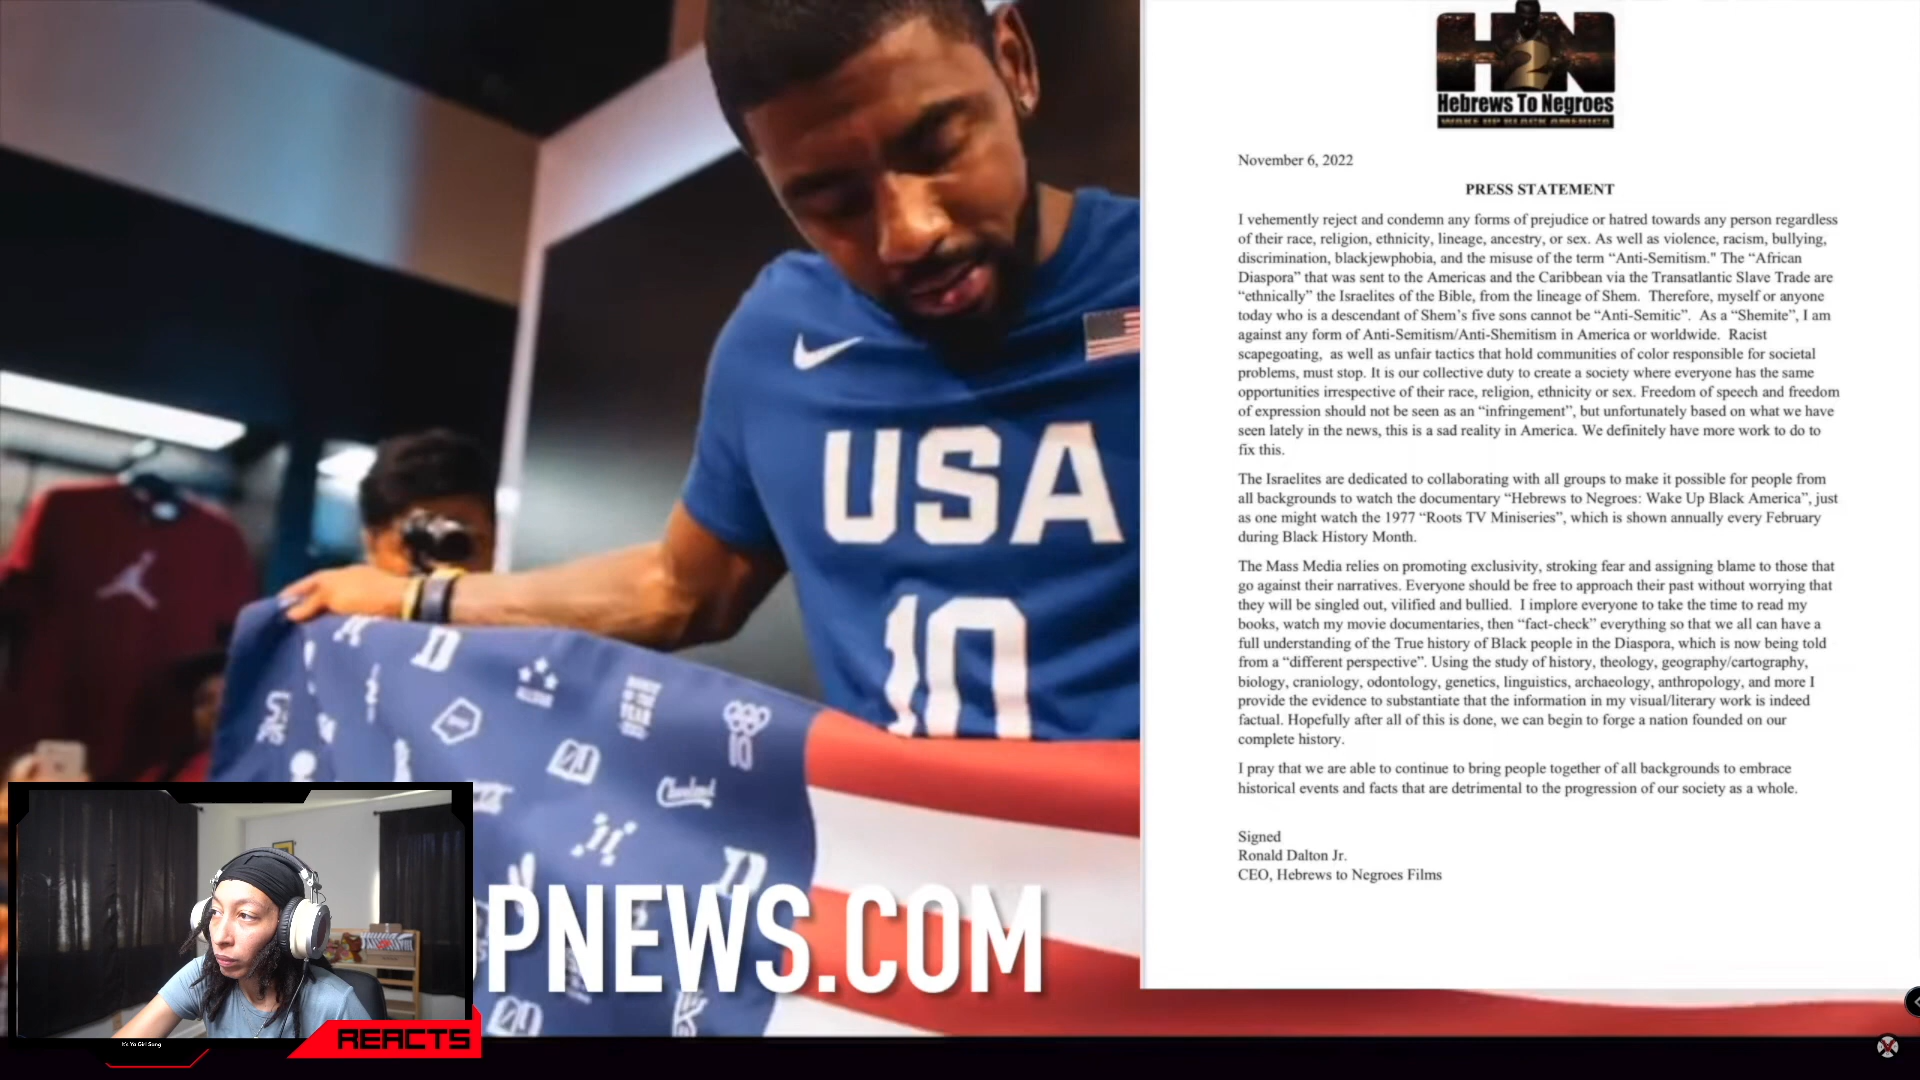 H2N
Hebrews To Negroes
WAKE UP BLACK AMERICA
November 6, 2022
PRESS STATEMENT
I vehemently reject and condemn any forms of prejudice or hatred towards any person regardless
of their race, religion, ethnicity, lineage, ancestry, or sex. As well as violence, racism, bullying,
discrimination, blackjewphobia, and the misuse of the term “Anti-Semitism." The “African
Diaspora” that was sent to the Americas and the Caribbean via the Transatlantic Slave Trade are
“ethnically” the Israelites of the Bible, from the lineage of Shem.  Therefore, myself or anyone
today who is a descendant of Shem’s five sons cannot be “Anti-Semitic”.  As a “Shemite”, I am
against any form of Anti-Semitism/Anti-Shemitism in America or worldwide.  Racist
scapegoating,  as well as unfair tactics that hold communities of color responsible for societal
problems, must stop. It is our collective duty to create a society where everyone has the same
opportunities irrespective of their race, religion, ethnicity or sex. Freedom of speech and freedom
of expression should not be seen as an “infringement”, but unfortunately based on what we have
seen lately in the news, this is a sad reality in America. We definitely have more work to do to
fix this.
The Israelites are dedicated to collaborating with all groups to make it possible for people from
all backgrounds to watch the documentary “Hebrews to Negroes: Wake Up Black America”, just
as one might watch the 1977 “Roots TV Miniseries”, which is shown annually every February
during Black History Month.
The Mass Media relies on promoting exclusivity, stroking fear and assigning blame to those that
go against their narratives. Everyone should be free to approach their past without worrying that
they will be singled out, vilified and bullied.  I implore everyone to take the time to read my
books, watch my movie documentaries, then “fact-check” everything so that we all can have a
full understanding of the True history of Black people in the Diaspora, which is now being told
from a “different perspective”. Using the study of history, theology, geography/cartography,
biology, craniology, odontology, genetics, linguistics, archaeology, anthropology, and more I
provide the evidence to substantiate that the information in my visual/literary work is indeed
factual. Hopefully after all of this is done, we can begin to forge a nation founded on our
complete history.
I pray that we are able to continue to bring people together of all backgrounds to embrace
historical events and facts that are detrimental to the progression of our society as a whole.
Signed
Ronald Dalton Jr.
CEO, Hebrews to Negroes Films
USA
10
10
Cleveland
PNEWS.COM
REACTS
It's Ya Girl Sung